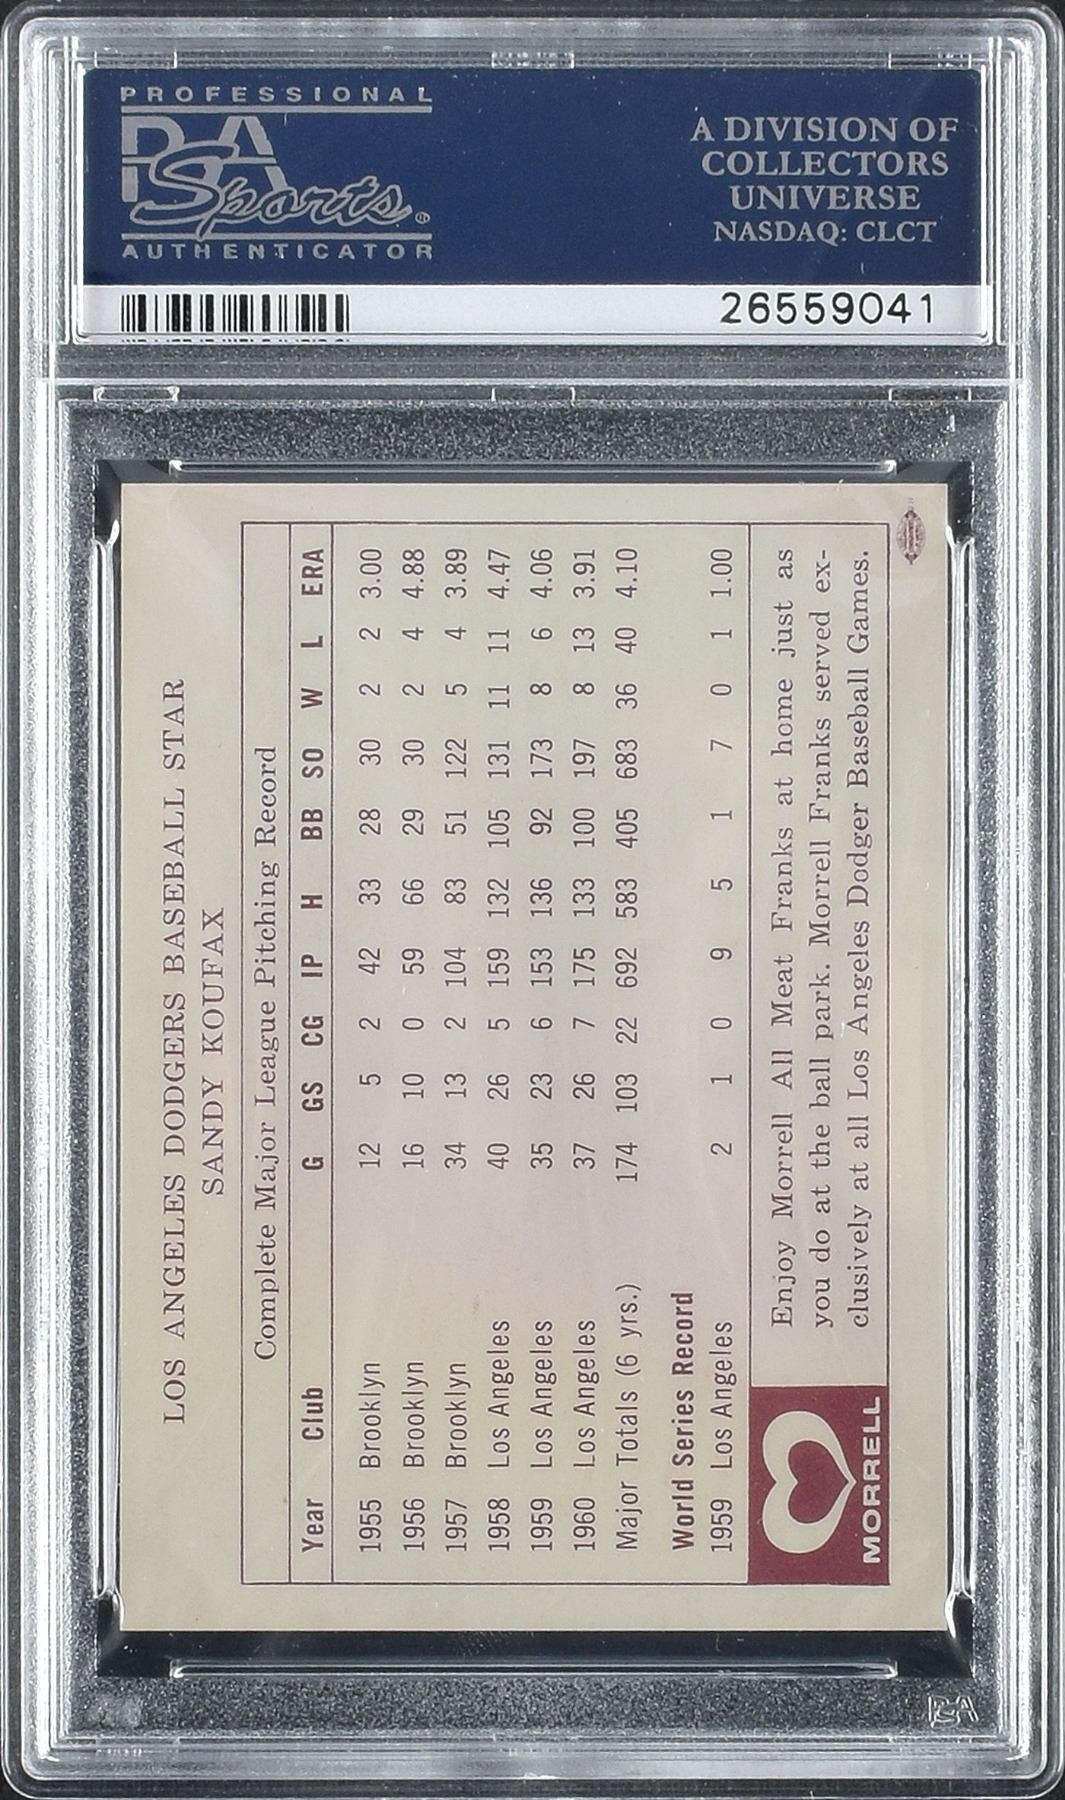 PROFESSIONAL
PSA
Sports®
AUTHENTICATOR
A DIVISION OF
COLLECTORS
UNIVERSE
NASDAQ: CLCT
26559041
LOS ANGELES DODGERS BASEBALL STAR
SANDY KOUFAX
Complete Major League Pitching Record
Year Club G GS CG IP H BB SO W L ERA
1955 Brooklyn 12 5 2 42 33 28 30 2 2 3.00
1956 Brooklyn 16 10 0 59 66 29 30 2 4 4.88
1957 Brooklyn 34 13 2 104 83 51 122 5 4 3.89
1958 Los Angeles 40 26 5 159 132 105 131 11 11 4.47
1959 Los Angeles 35 23 6 153 136 92 173 8 6 4.06
1960 Los Angeles 37 26 7 175 133 100 197 8 13 3.91
Major Totals (6 yrs.) 174 103 22 692 583 405 683 36 40 4.10
World Series Record
1959 Los Angeles 2 1 0 9 5 1 7 0 1 1.00
MORRELL
Enjoy Morrell All Meat Franks at home just as
you do at the ball park. Morrell Franks served ex-
clusively at all Los Angeles Dodger Baseball Games.
PSA